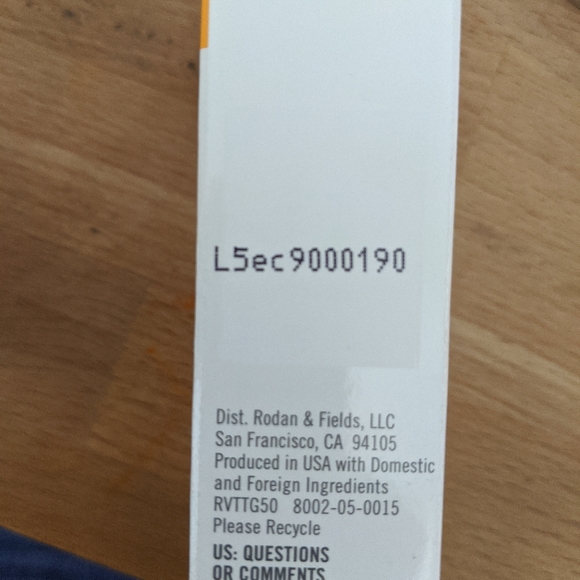 L5ec9000190
Dist. Rodan & Fields, LLC
San Francisco, CA 94105
Produced in USA with Domestic
and Foreign Ingredients
RVTTG50 8002-05-0015
Please Recycle
US: QUESTIONS
OR COMMENTS